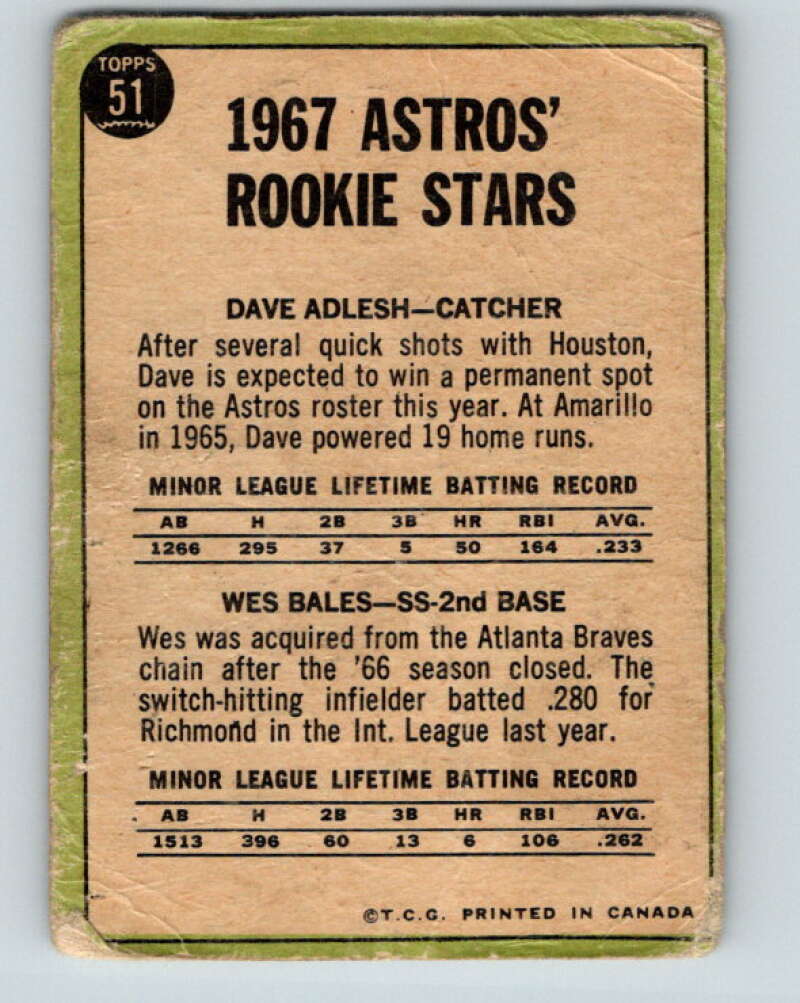 TOPPS
51
1967 ASTROS'
ROOKIE STARS
DAVE ADLESH—CATCHER
After several quick shots with Houston,
Dave is expected to win a permanent spot
on the Astros roster this year. At Amarillo
in 1965, Dave powered 19 home runs.
MINOR LEAGUE LIFETIME BATTING RECORD
AB H 2B 3B HR RBI AVG.
1266 295 37 5 50 164 .233
WES BALES—SS-2nd BASE
Wes was acquired from the Atlanta Braves
chain after the '66 season closed. The
switch-hitting infielder batted .280 for
Richmond in the Int. League last year.
MINOR LEAGUE LIFETIME BATTING RECORD
AB H 2B 3B HR RBI AVG.
1513 396 60 13 6 106 .262
©T.C.G. PRINTED IN CANADA